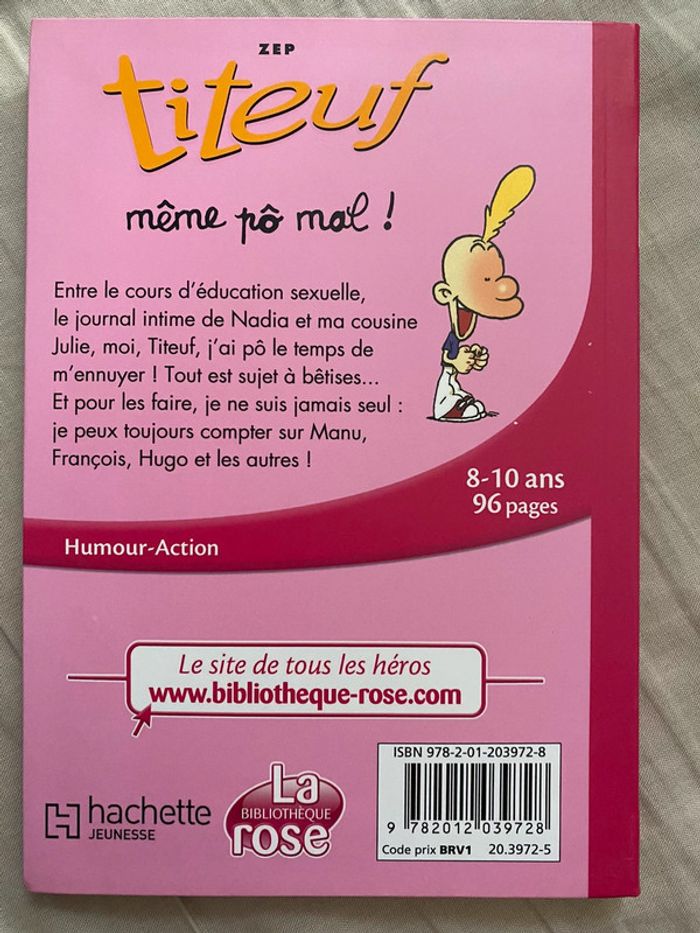 ZEP
titeuf
même pô mal !
Entre le cours d'éducation sexuelle,
le journal intime de Nadia et ma cousine
Julie, moi, Titeuf, j'ai pô le temps de
m'ennuyer ! Tout est sujet à bêtises...
Et pour les faire, je ne suis jamais seul :
je peux toujours compter sur Manu,
François, Hugo et les autres !
8-10 ans
96 pages
Humour-Action
Le site de tous les héros
www.bibliotheque-rose.com
ISBN 978-2-01-203972-8
9 782012 039728
Code prix BRV1 20.3972-5
hachette
JEUNESSE
La
BIBLIOTHÈQUE
rose